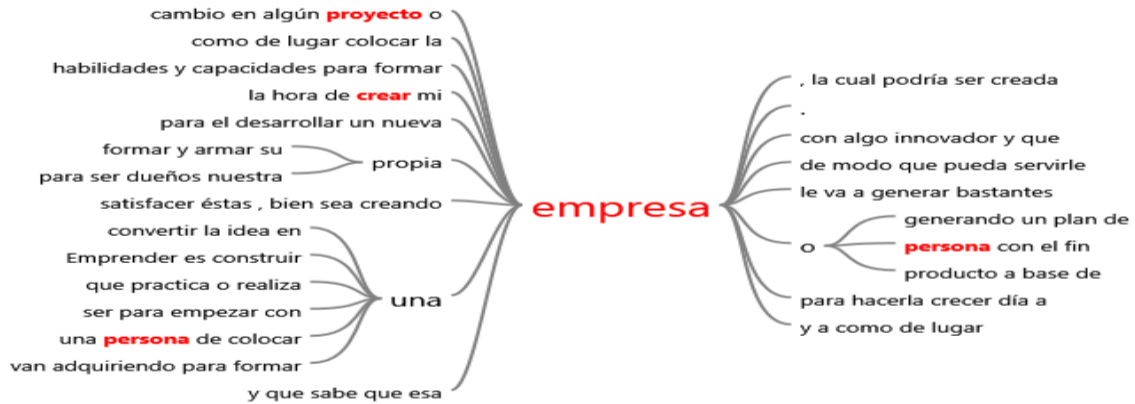 cambio en algún proyecto o
como de lugar colocar la
habilidades y capacidades para formar
la hora de crear mi
para el desarrollar un nueva
formar y armar su
para ser dueños nuestra
propia
satisfacer éstas , bien sea creando
convertir la idea en
Emprender es construir
que practica o realiza
ser para empezar con
una persona de colocar
van adquiriendo para formar
una
y que sabe que esa
empresa
, la cual podría ser creada
.
con algo innovador y que
de modo que pueda servirle
le va a generar bastantes
o
generando un plan de
persona con el fin
producto a base de
para hacerla crecer día a
y a como de lugar